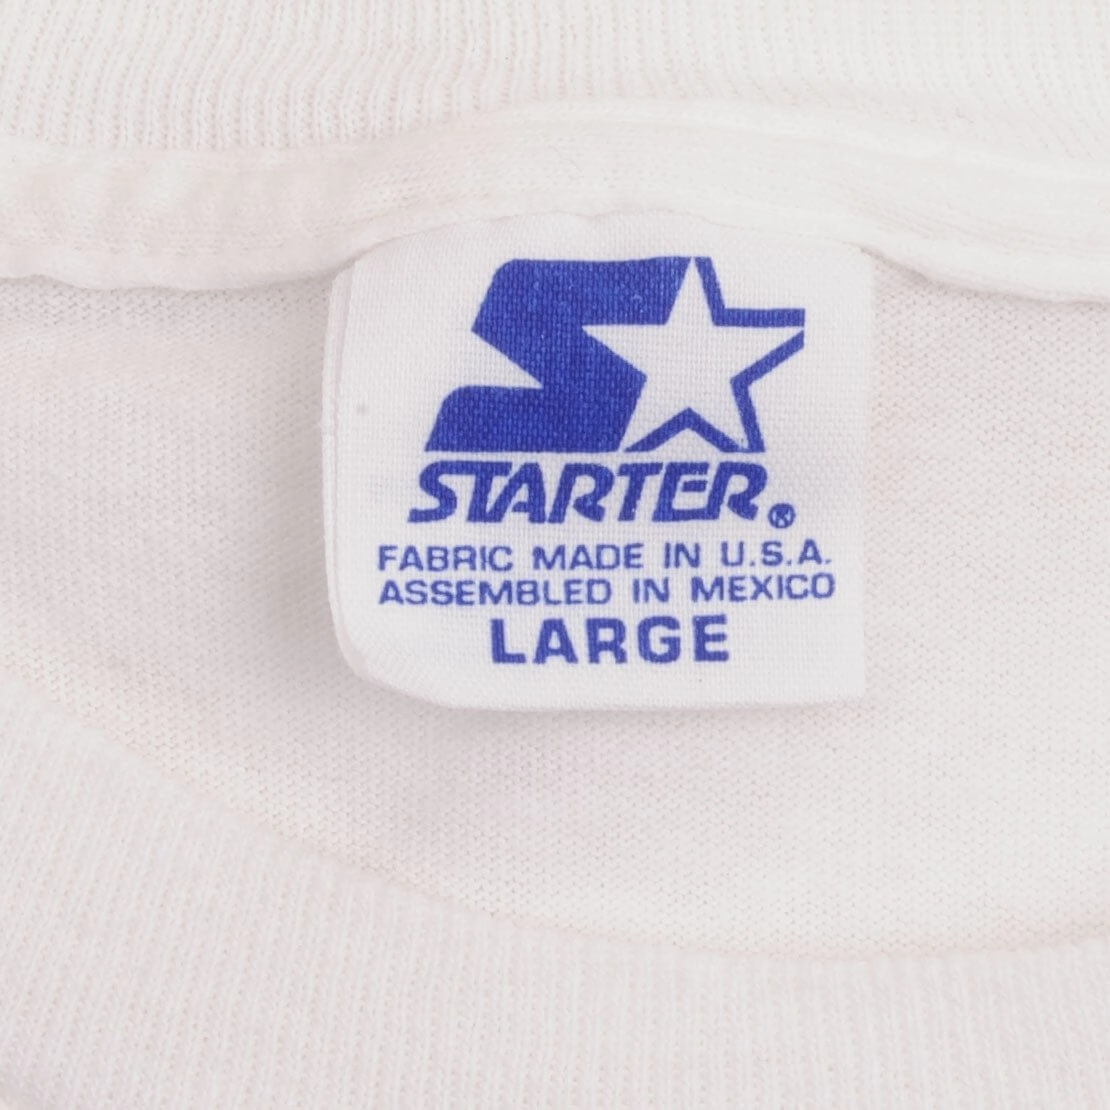 STARTER®
FABRIC MADE IN U.S.A.
ASSEMBLED IN MEXICO
LARGE